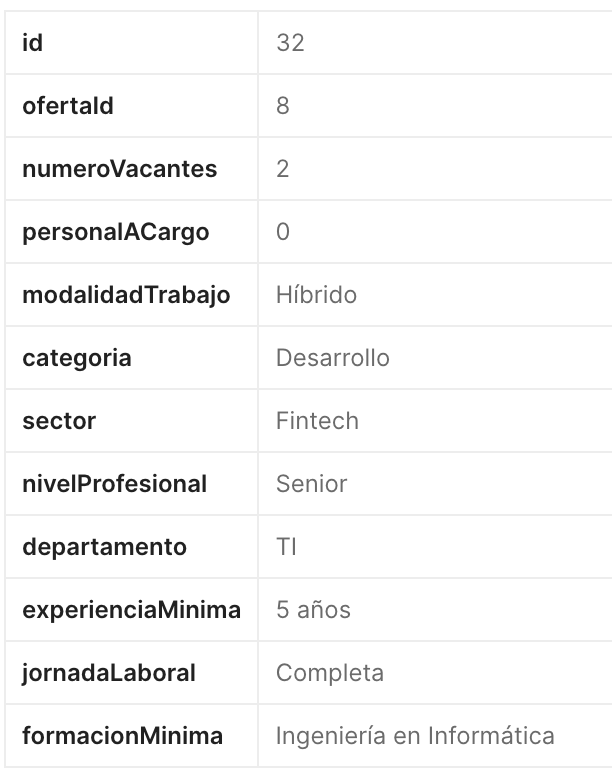 id 32
ofertaId 8
numeroVacantes 2
personalACargo 0
modalidadTrabajo Híbrido
categoria Desarrollo
sector Fintech
nivelProfesional Senior
departamento TI
experienciaMinima 5 años
jornadaLaboral Completa
formacionMinima Ingeniería en Informática